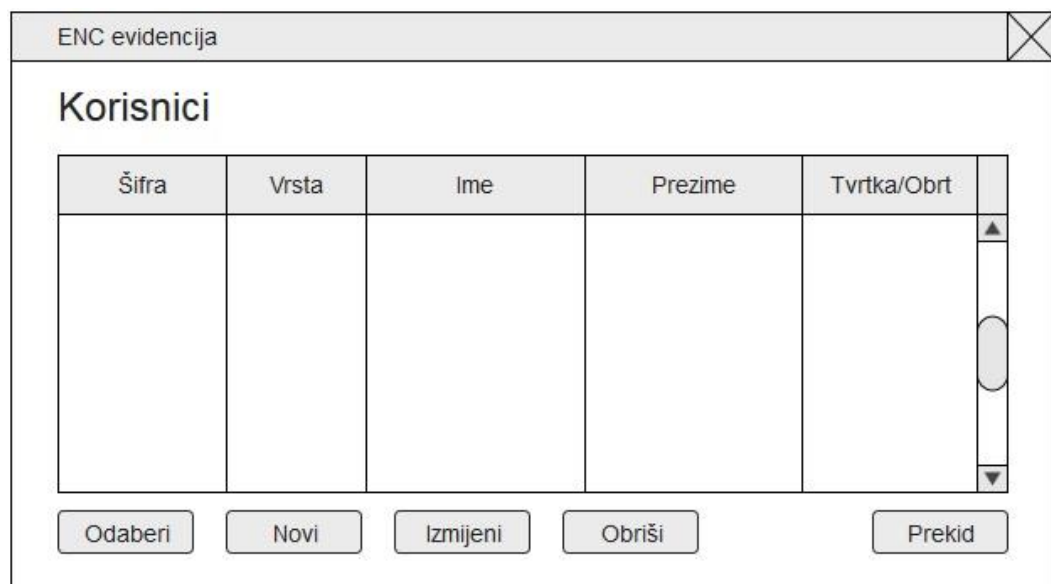 ENC evidencija
Korisnici
Šifra Vrsta Ime Prezime Tvrtka/Obrt
Odaberi Novi Izmijeni Obriši Prekid